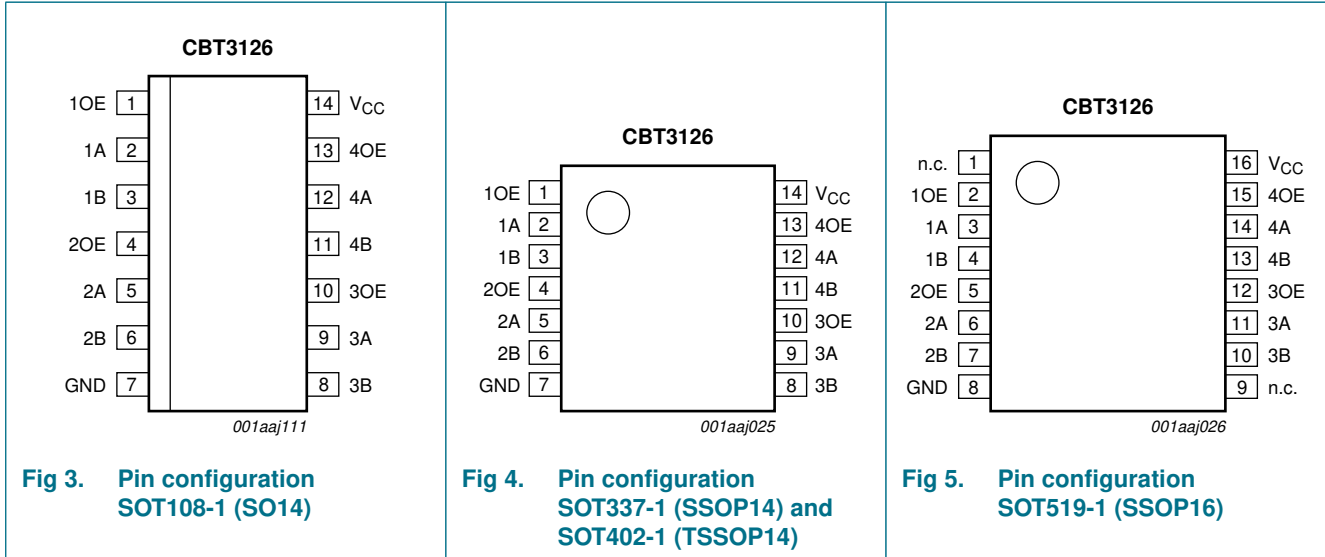 CBT3126
1OE 1 14 VCC
1A 2 13 4OE
1B 3 12 4A
2OE 4 11 4B
2A 5 10 3OE
2B 6 9 3A
GND 7 8 3B
001aaj111
Fig 3. Pin configuration
SOT108-1 (SO14)
CBT3126
1OE 1 14 VCC
1A 2 13 4OE
1B 3 12 4A
2OE 4 11 4B
2A 5 10 3OE
2B 6 9 3A
GND 7 8 3B
001aaj025
Fig 4. Pin configuration
SOT337-1 (SSOP14) and
SOT402-1 (TSSOP14)
CBT3126
n.c. 1 16 VCC
1OE 2 15 4OE
1A 3 14 4A
1B 4 13 4B
2OE 5 12 3OE
2A 6 11 3A
2B 7 10 3B
GND 8 9 n.c.
001aaj026
Fig 5. Pin configuration
SOT519-1 (SSOP16)